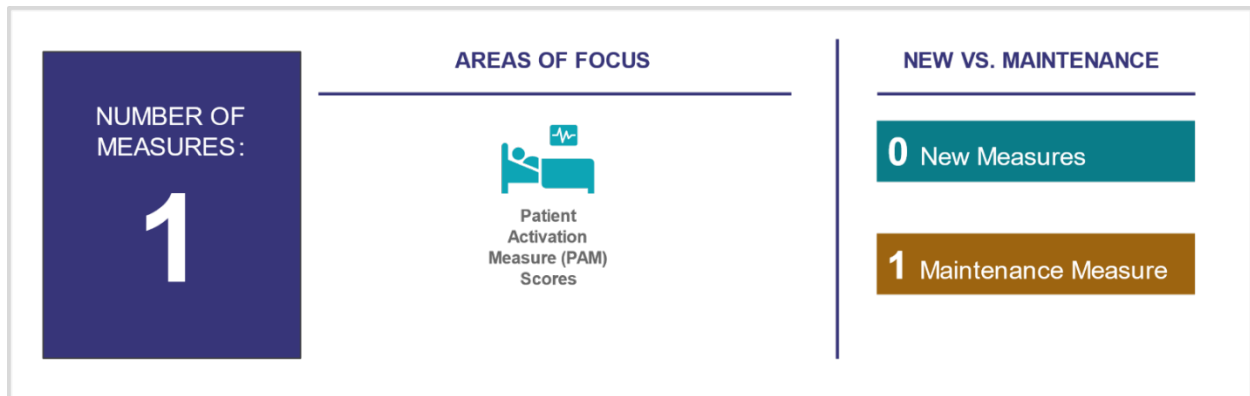 NUMBER OF
MEASURES:
1
AREAS OF FOCUS
Patient
Activation
Measure (PAM)
Scores
NEW VS. MAINTENANCE
0 New Measures
1 Maintenance Measure